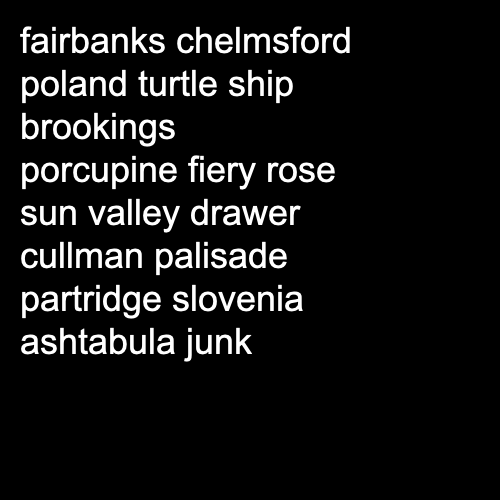 fairbanks chelmsford
poland turtle ship
brookings
porcupine fiery rose
sun valley drawer
cullman palisade
partridge slovenia
ashtabula junk